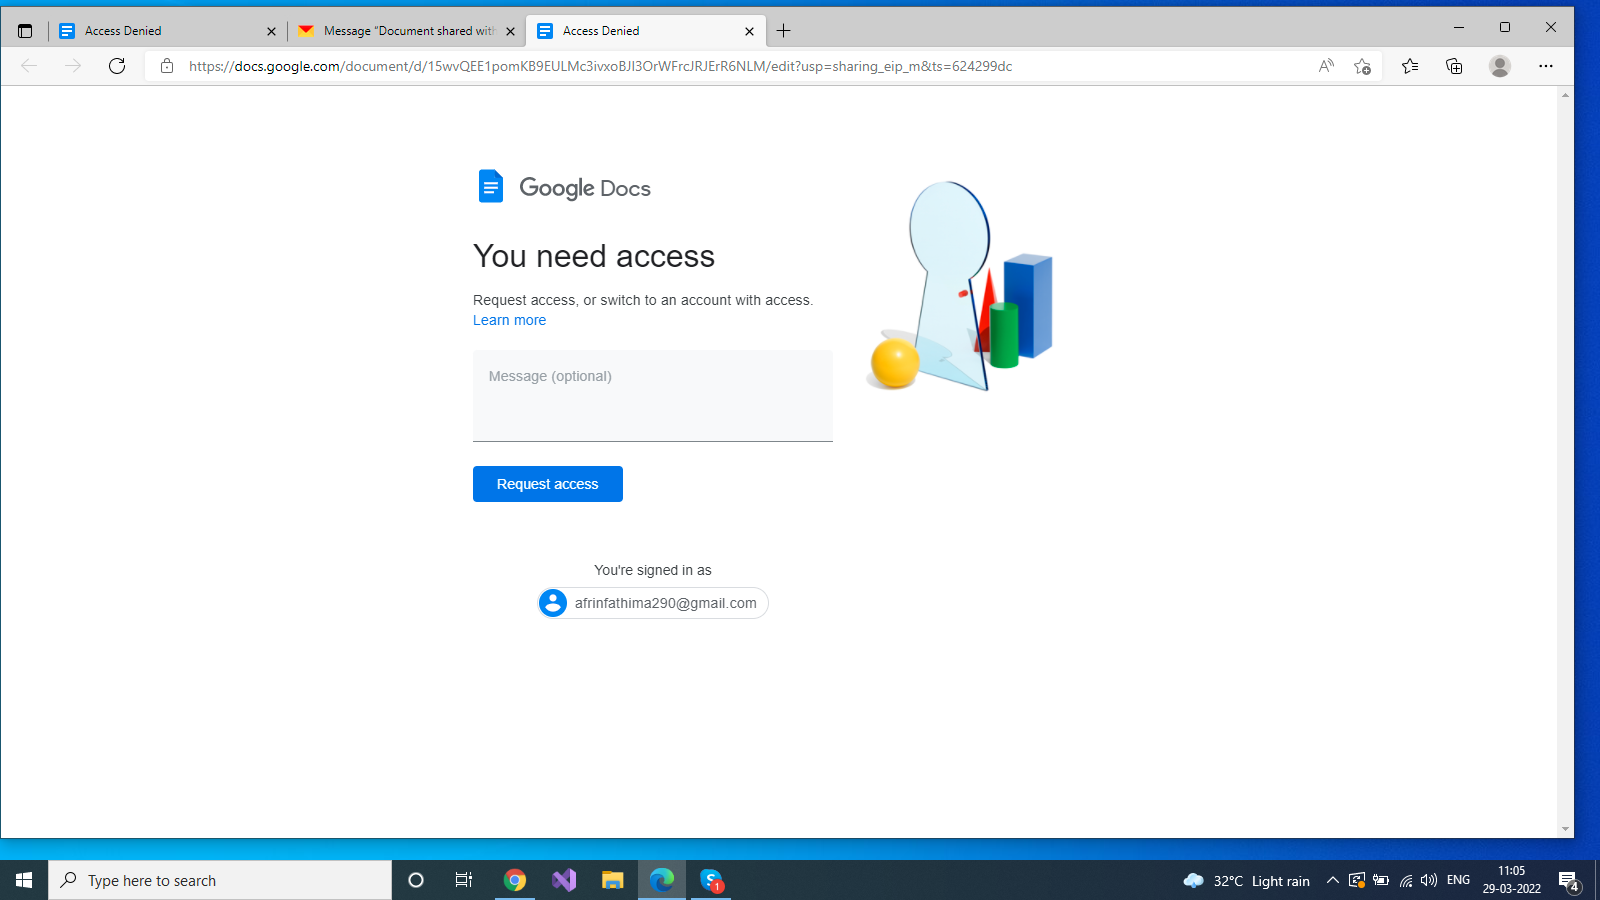 Access Denied
Message "Document shared with
Access Denied
https://docs.google.com/document/d/15wvQEE1pomKB9EULMc3ivxoBJI3OrWFrcJRJErR6NLM/edit?usp=sharing_eip_m&ts=624299dc
Google Docs
You need access
Request access, or switch to an account with access.
Learn more
Message (optional)
Request access
You're signed in as
afrinfathima290@gmail.com
Type here to search
1
32°C Light rain
ENG
11:05
29-03-2022
4